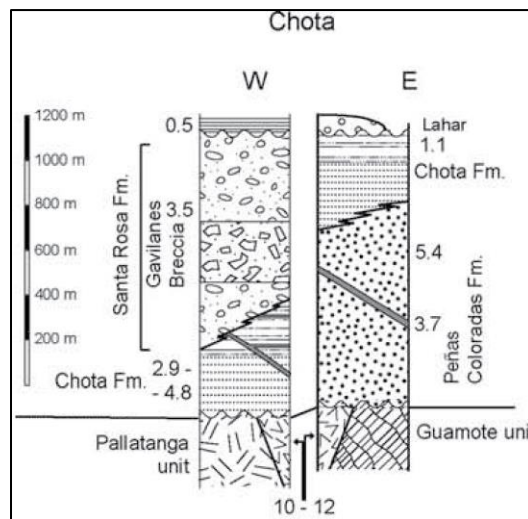 Chota
W
E
1200 m
1000 m
800 m
600 m
400 m
200 m
Santa Rosa Fm.
Gavilanes
Breccia
0.5
3.5
Chota Fm.
2.9 -
- 4.8
Pallatanga
unit
10 - 12
Lahar
1.1
Chota Fm.
5.4
3.7
Peñas
Coloradas Fm.
Guamote uni